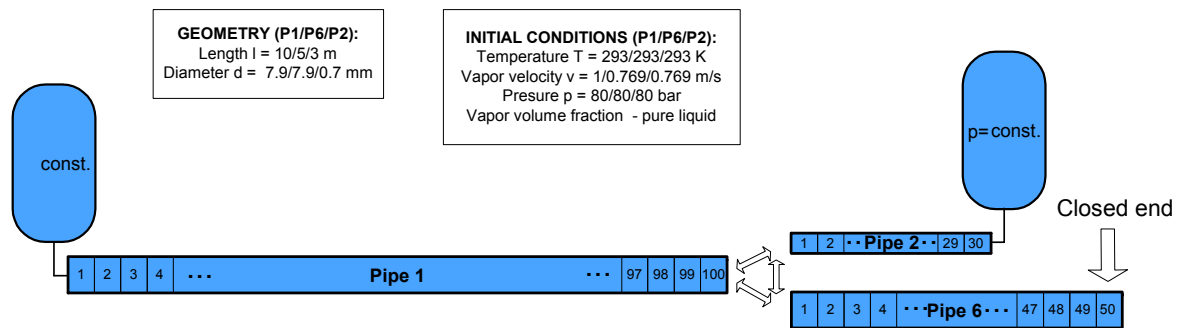 GEOMETRY (P1/P6/P2):
Length l = 10/5/3 m
Diameter d = 7.9/7.9/0.7 mm
INITIAL CONDITIONS (P1/P6/P2):
Temperature T = 293/293/293 K
Vapor velocity v = 1/0.769/0.769 m/s
Presure p = 80/80/80 bar
Vapor volume fraction - pure liquid
const.
p=const.
Closed end
1 2 ·· Pipe 2 ·· 29 30
1 2 3 4 ··· Pipe 1 ··· 97 98 99 100
1 2 3 4 ··· Pipe 6 ··· 47 48 49 50